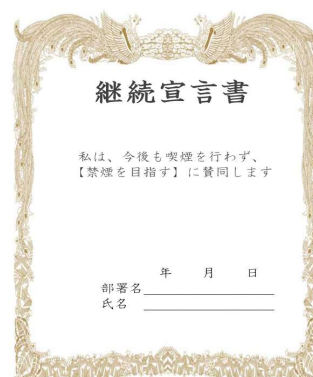 継続宣言書
私は、今後も喫煙を行わず、
【禁煙を目指す】に賛同します
年 月 日
部署名
氏名